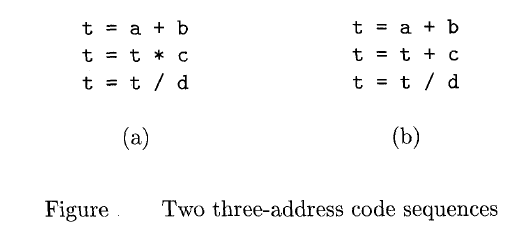 t = a + b
t = t * c
t = t / d
(a)
t = a + b
t = t + c
t = t / d
(b)
Figure Two three-address code sequences